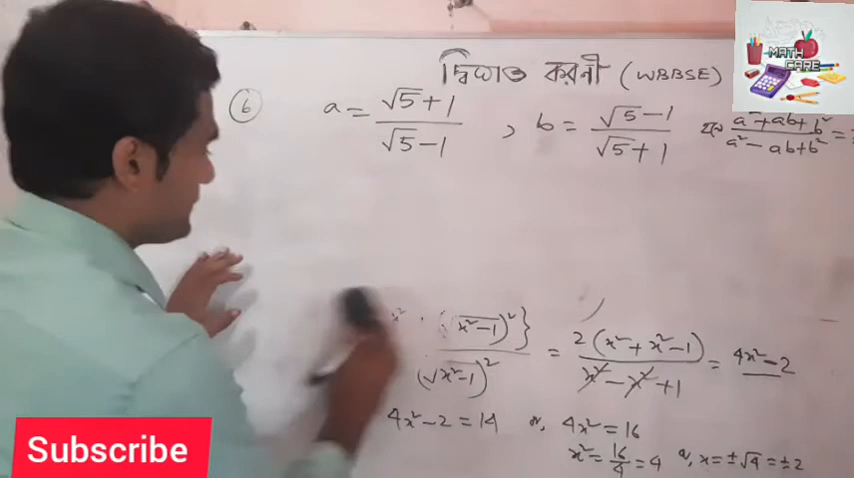 দ্বিঘাত করণী (WBBSE)
MATH CARE
6 a = (√5+1)/(√5-1) , b = (√5-1)/(√5+1) (a²+ab+b²)/(a²-ab+b²) =
(√x²-1)²}/(√x²-1)² = 2(x²+x²-1)/(x²-x²+1) = 4x²-2
4x²-2 = 14 or, 4x² = 16
x² = 16/4 = 4 x = ±√4 = ±2
Subscribe